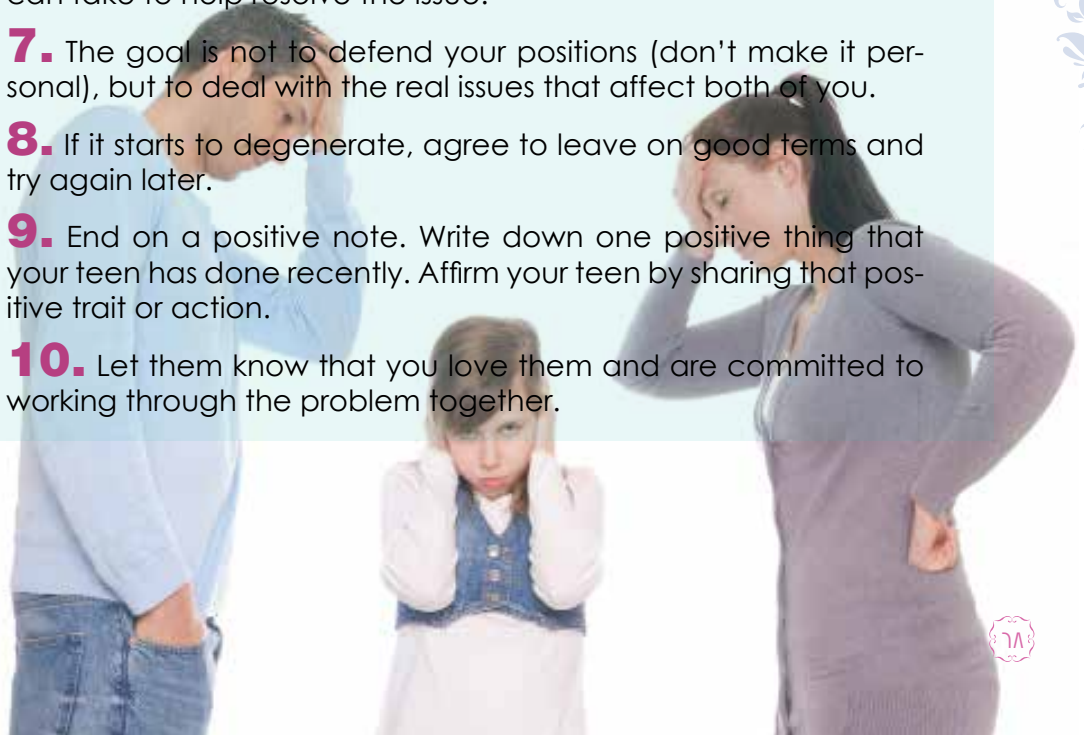 can take to help resolve the issue.
7. The goal is not to defend your positions (don’t make it per-
sonal), but to deal with the real issues that affect both of you.
8. If it starts to degenerate, agree to leave on good terms and
try again later.
9. End on a positive note. Write down one positive thing that
your teen has done recently. Affirm your teen by sharing that pos-
itive trait or action.
10. Let them know that you love them and are committed to
working through the problem together.
٦٨